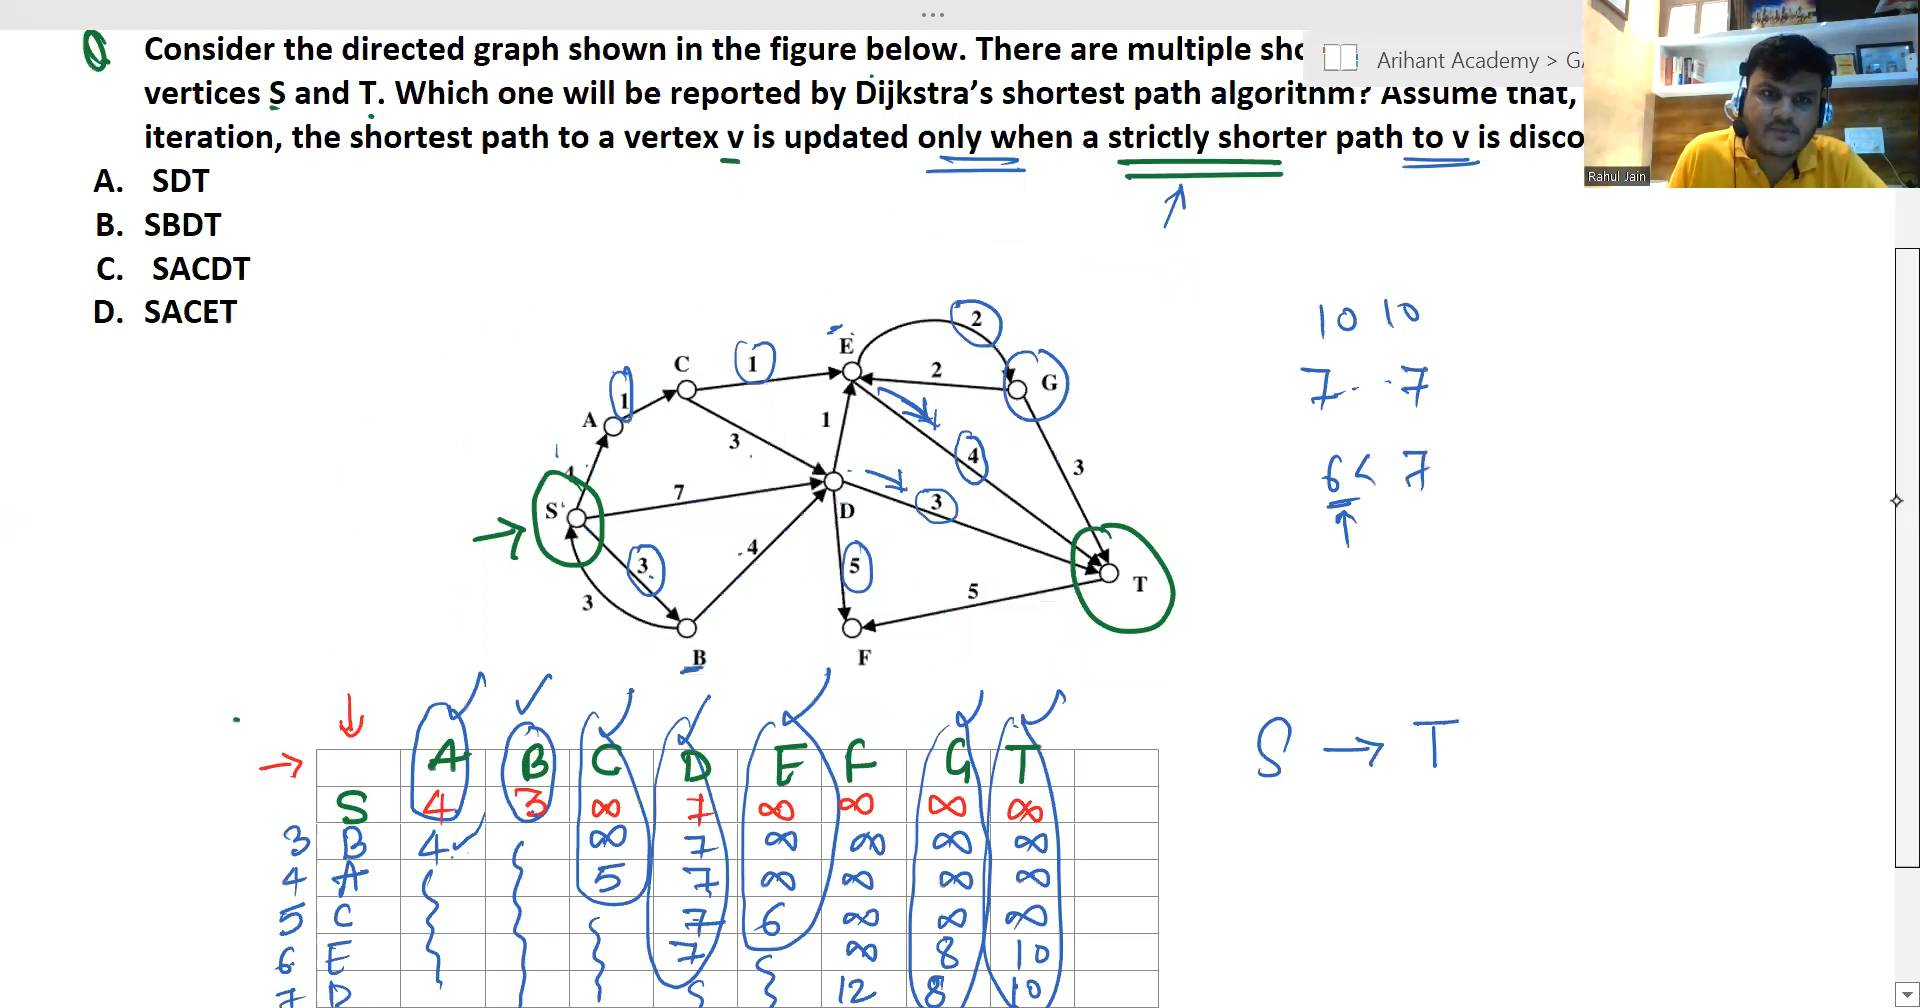 ...
Q Consider the directed graph shown in the figure below. There are multiple sho
Arihant Academy > G
vertices S and T. Which one will be reported by Dijkstra's shortest path algorithm? Assume that,
iteration, the shortest path to a vertex v is updated only when a strictly shorter path to v is disco
Rahul Jain
A. SDT
B. SBDT
C. SACDT
D. SACET
2
10 10
E
C 1 2 G
7 7
A 1
1
3 4
6 < 7
4 3
S 7 3
D
4 5
3
5 T
3
B F
S → T
A B C D E F G T
S 4 3 ∞ 7 ∞ ∞ ∞ ∞
3 B 4 ∞ 7 ∞ ∞ ∞ ∞
4 A 5 7 ∞ ∞ ∞ ∞
5 C 7 6 ∞ ∞ ∞
6 E 7 ∞ 8 10
7 D 12 8 10